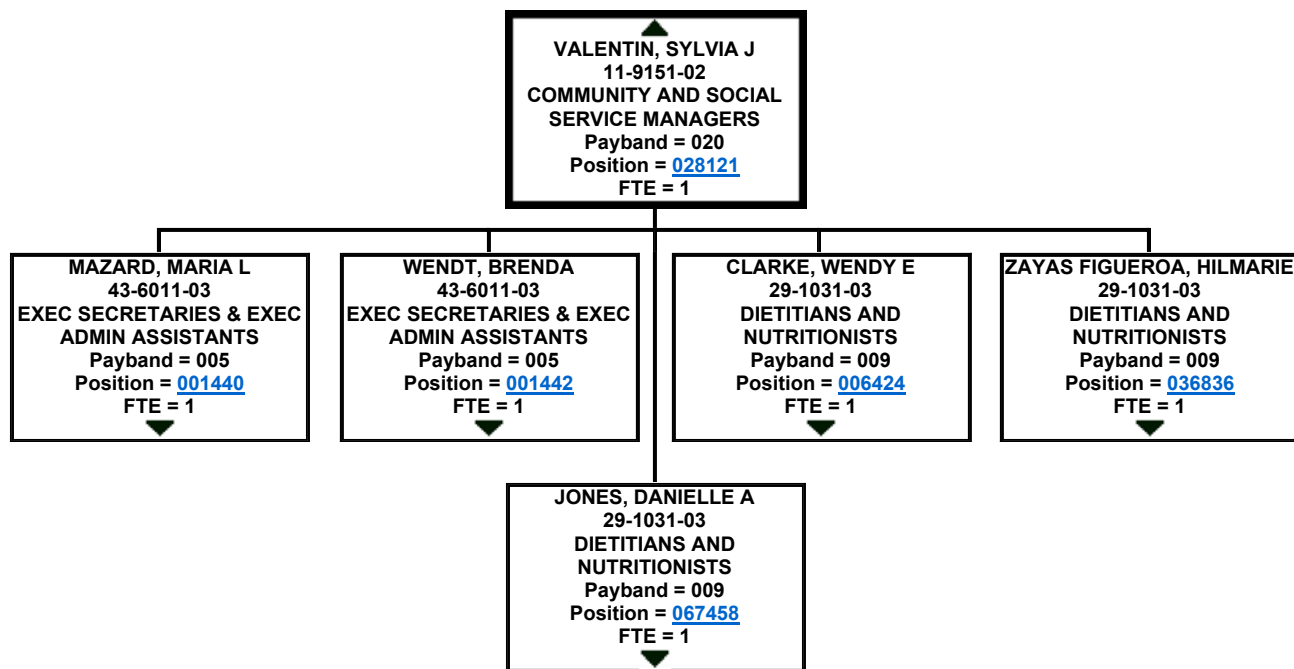 VALENTIN, SYLVIA J
11-9151-02
COMMUNITY AND SOCIAL
SERVICE MANAGERS
Payband = 020
Position = 028121
FTE = 1
MAZARD, MARIA L
43-6011-03
EXEC SECRETARIES & EXEC
ADMIN ASSISTANTS
Payband = 005
Position = 001440
FTE = 1
WENDT, BRENDA
43-6011-03
EXEC SECRETARIES & EXEC
ADMIN ASSISTANTS
Payband = 005
Position = 001442
FTE = 1
CLARKE, WENDY E
29-1031-03
DIETITIANS AND
NUTRITIONISTS
Payband = 009
Position = 006424
FTE = 1
ZAYAS FIGUEROA, HILMARIE
29-1031-03
DIETITIANS AND
NUTRITIONISTS
Payband = 009
Position = 036836
FTE = 1
JONES, DANIELLE A
29-1031-03
DIETITIANS AND
NUTRITIONISTS
Payband = 009
Position = 067458
FTE = 1